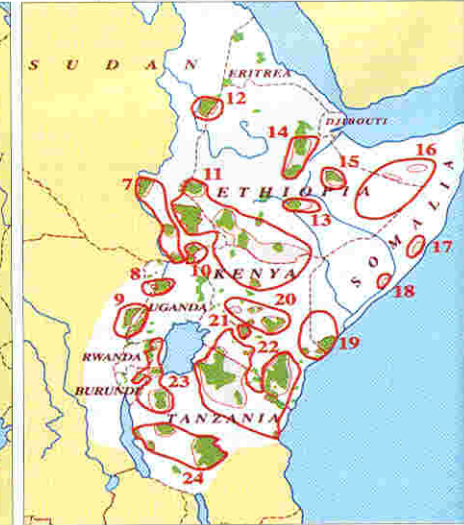 SUDAN
ERITREA
12
DJIBOUTI
14
16
15
7
11
ETHIOPIA
13
SOMALIA
17
10
KENYA
18
8
9
UGANDA
20
21
19
22
RWANDA
23
BURUNDI
TANZANIA
24